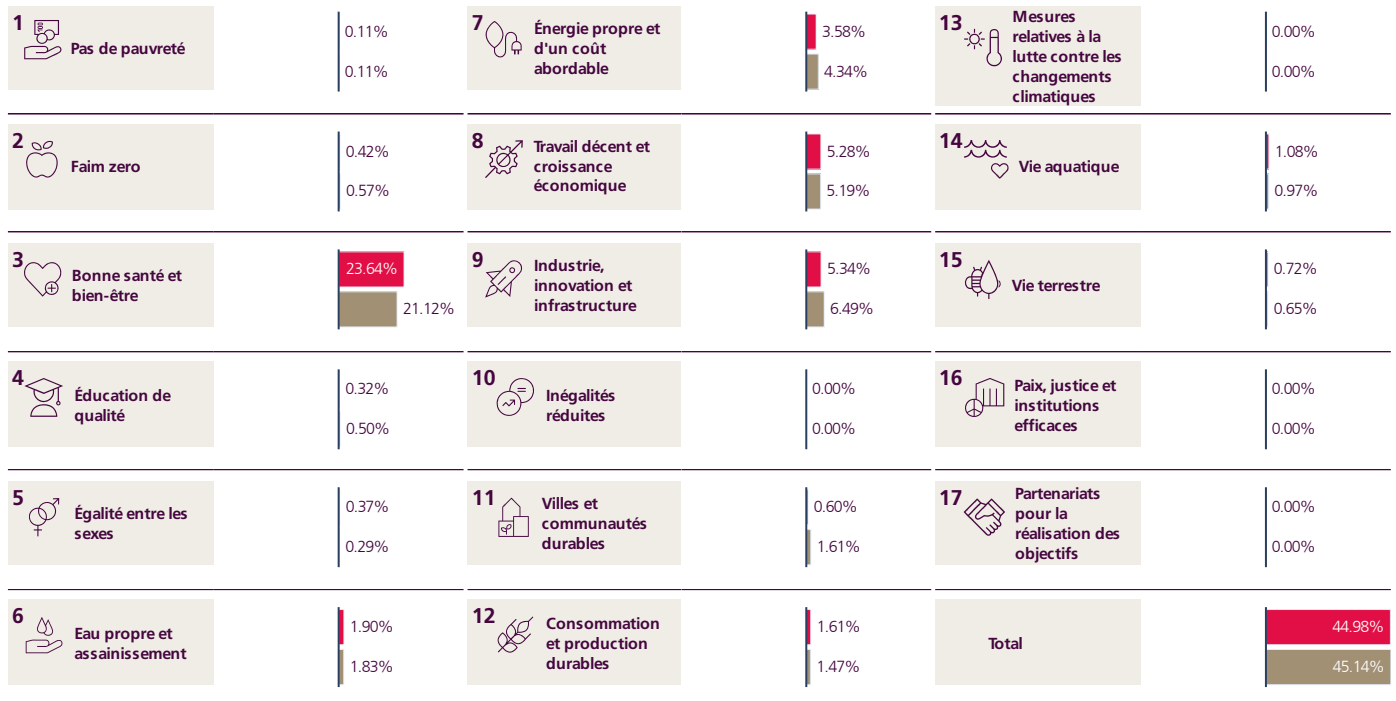 1
Pas de pauvreté
0.11%
0.11%
2
Faim zero
0.42%
0.57%
3
Bonne santé et
bien-être
23.64%
21.12%
4
Éducation de
qualité
0.32%
0.50%
5
Égalité entre les
sexes
0.37%
0.29%
6
Eau propre et
assainissement
1.90%
1.83%
7
Énergie propre et
d'un coût
abordable
3.58%
4.34%
8
Travail décent et
croissance
économique
5.28%
5.19%
9
Industrie,
innovation et
infrastructure
5.34%
6.49%
10
Inégalités
réduites
0.00%
0.00%
11
Villes et
communautés
durables
0.60%
1.61%
12
Consommation
et production
durables
1.61%
1.47%
13
Mesures
relatives à la
lutte contre les
changements
climatiques
0.00%
0.00%
14
Vie aquatique
1.08%
0.97%
15
Vie terrestre
0.72%
0.65%
16
Paix, justice et
institutions
efficaces
0.00%
0.00%
17
Partenariats
pour la
réalisation des
objectifs
0.00%
0.00%
Total
44.98%
45.14%